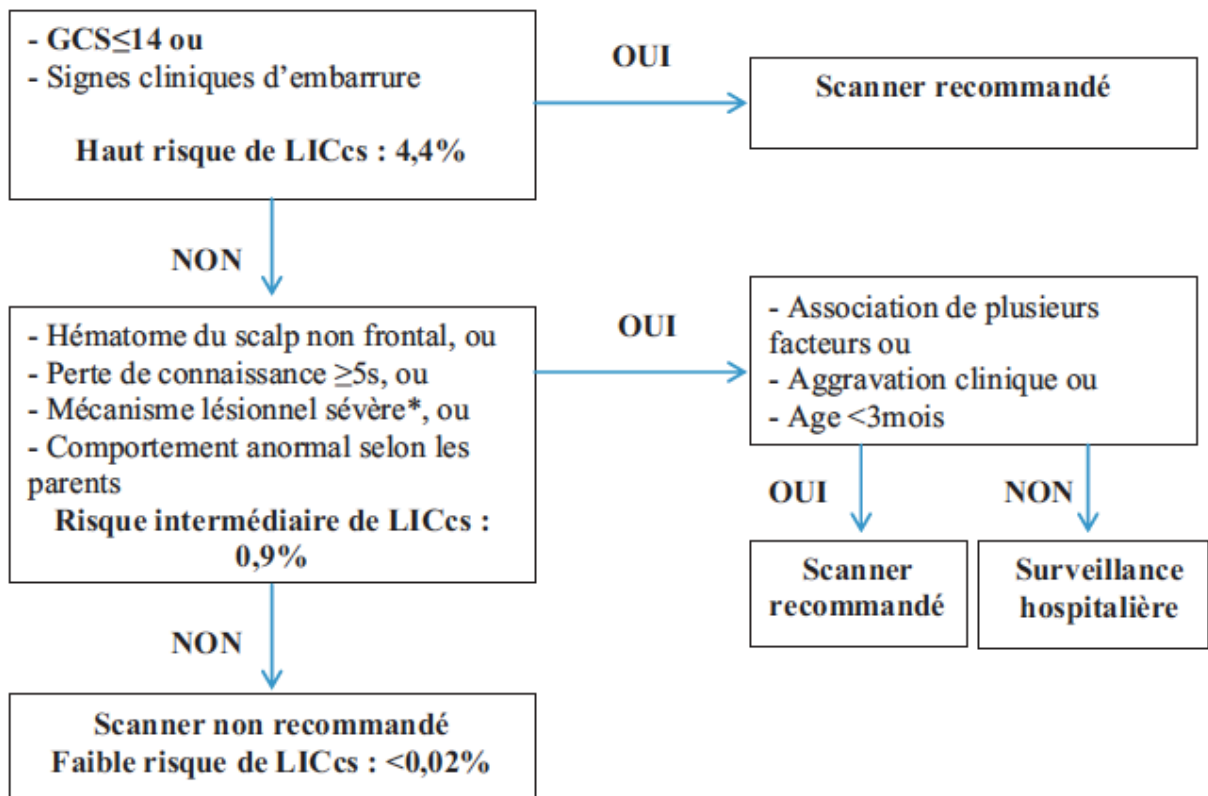 - GCS≤14 ou
- Signes cliniques d'embarrure
Haut risque de LICcs : 4,4%
OUI
Scanner recommandé
NON
- Hématome du scalp non frontal, ou
- Perte de connaissance ≥5s, ou
- Mécanisme lésionnel sévère*, ou
- Comportement anormal selon les
parents
Risque intermédiaire de LICcs :
0,9%
OUI
- Association de plusieurs
facteurs ou
- Aggravation clinique ou
- Age <3mois
OUI
NON
Scanner
recommandé
Surveillance
hospitalière
NON
Scanner non recommandé
Faible risque de LICcs : <0,02%